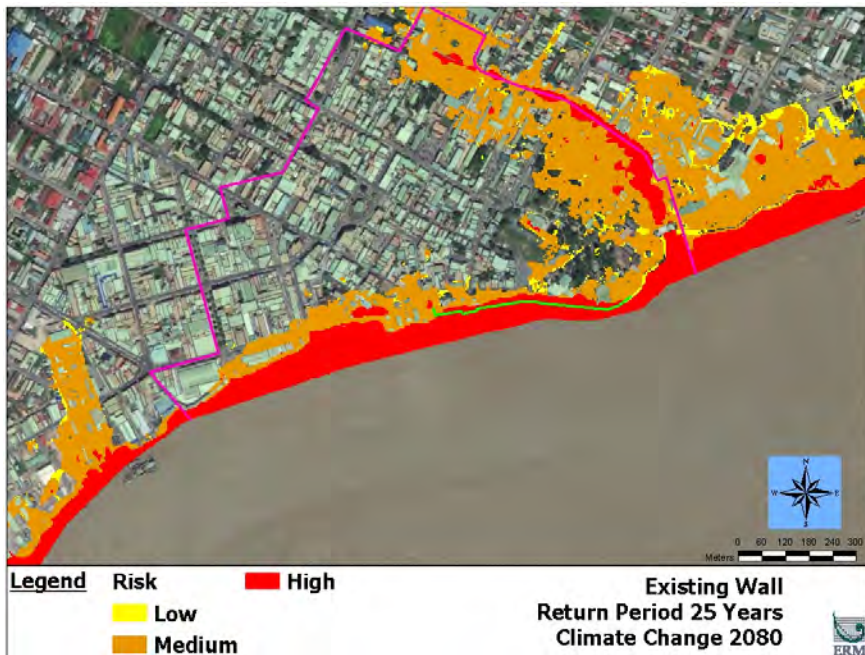 N
W E
S
0 60 120 180 240 300
Meters
Legend Risk High
Low
Medium
Existing Wall
Return Period 25 Years
Climate Change 2080
ERM